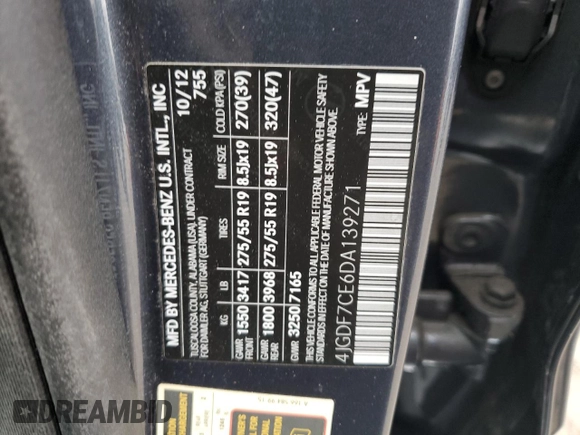 MFD BY MERCEDES-BENZ U.S. INTL., INC
TUSCALOOSA COUNTY, ALABAMA (USA), UNDER CONTRACT
FOR DAIMLER AG, STUTTGART (GERMANY)
10/12
755
KG LB TIRES RIM SIZE COLD KPA(PSI)
GWR FRONT 1550 3417 275/55 R19 8.5Jx19 270(39)
GWR REAR 1800 3968 275/55 R19 8.5Jx19 320(47)
GWR 3250 7165
THIS VEHICLE CONFORMS TO ALL APPLICABLE FEDERAL MOTOR VEHICLE SAFETY
STANDARDS IN EFFECT ON THE DATE OF MANUFACTURE SHOWN ABOVE.
4JGDF7CE6DA139271
TYPE: MPV
DREAMBID